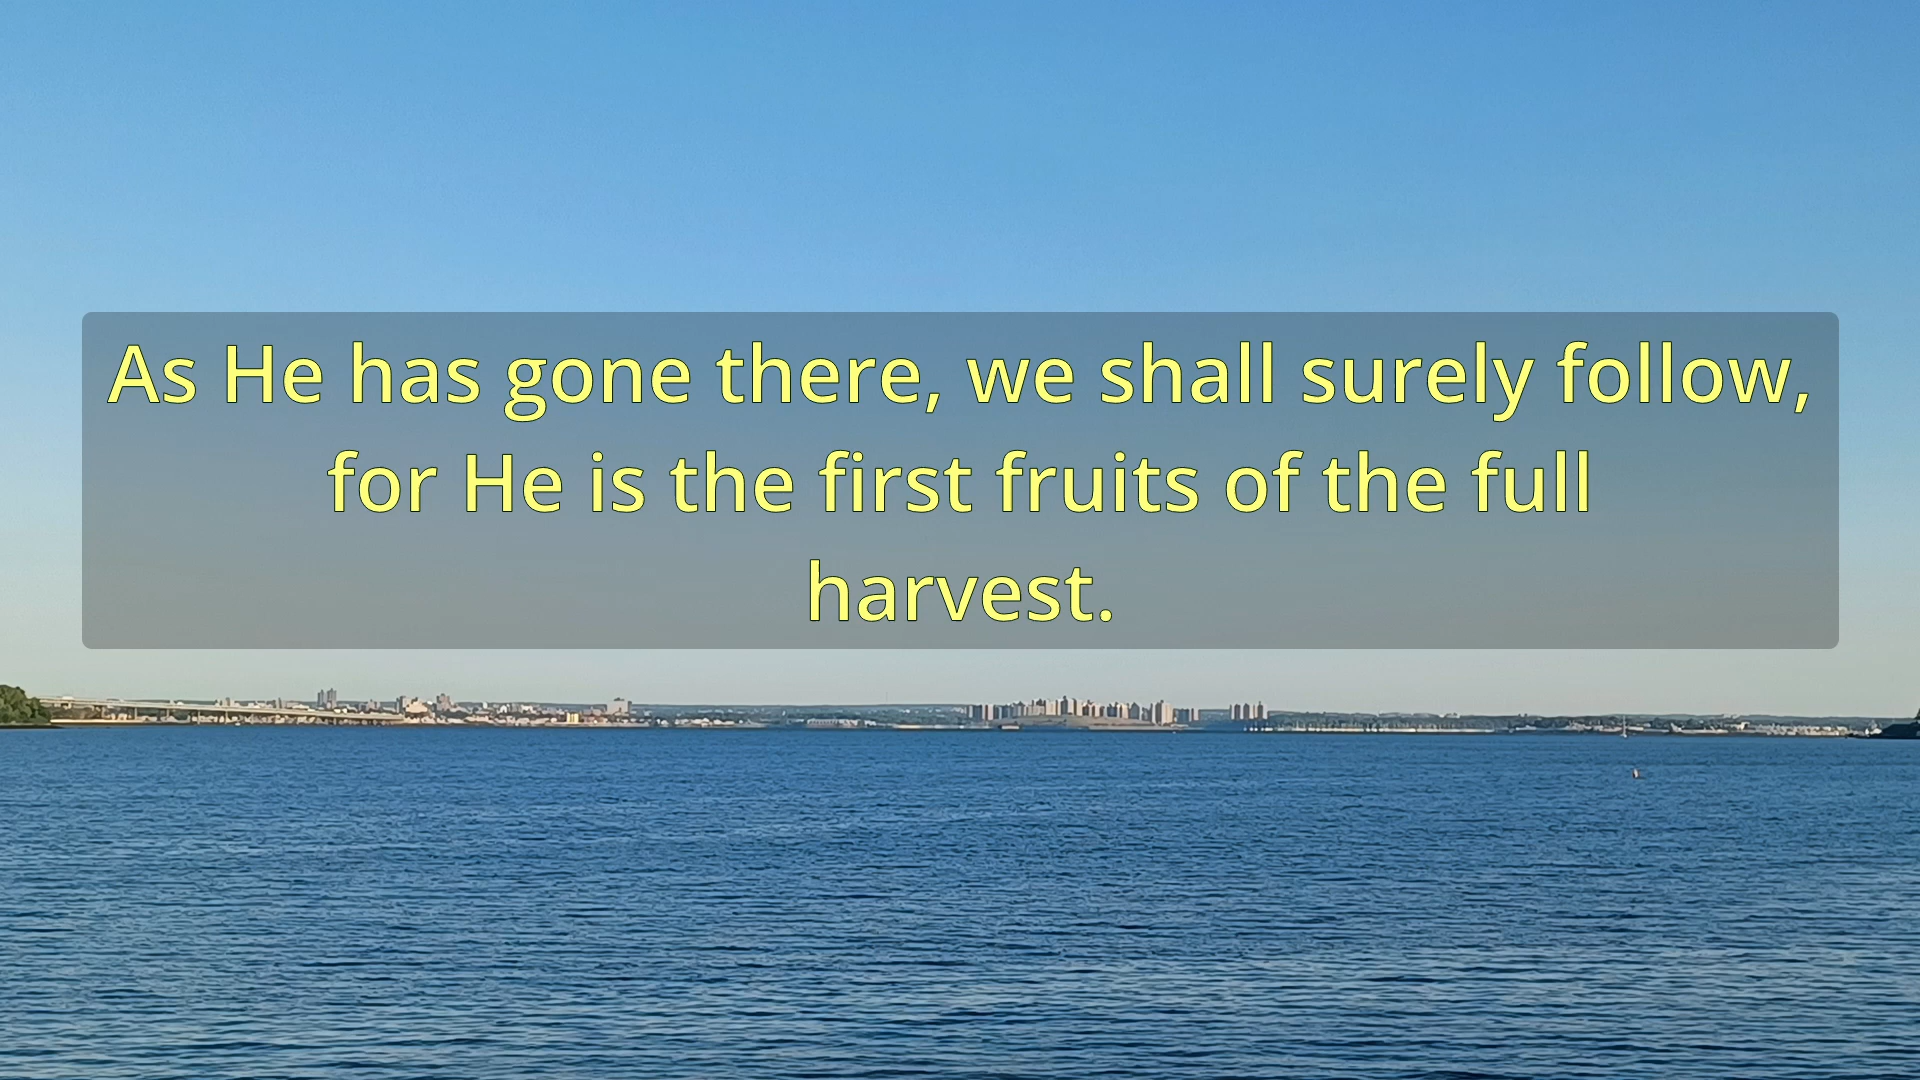 As He has gone there, we shall surely follow,
for He is the first fruits of the full
harvest.